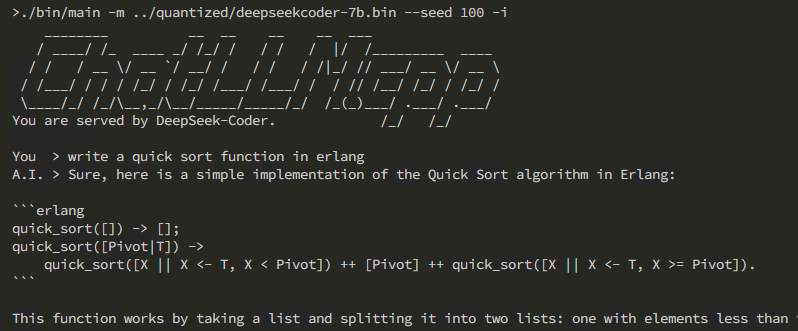 >./bin/main -m ../quantized/deepseekcoder-7b.bin --seed 100 -i
ChatLLM.cpp
You are served by DeepSeek-Coder.
You  > write a quick sort function in erlang
A.I. > Sure, here is a simple implementation of the Quick Sort algorithm in Erlang:
```erlang
quick_sort([]) -> [];
quick_sort([Pivot|T]) ->
    quick_sort([X || X <- T, X < Pivot]) ++ [Pivot] ++ quick_sort([X || X <- T, X >= Pivot]).
```
This function works by taking a list and splitting it into two lists: one with elements less than